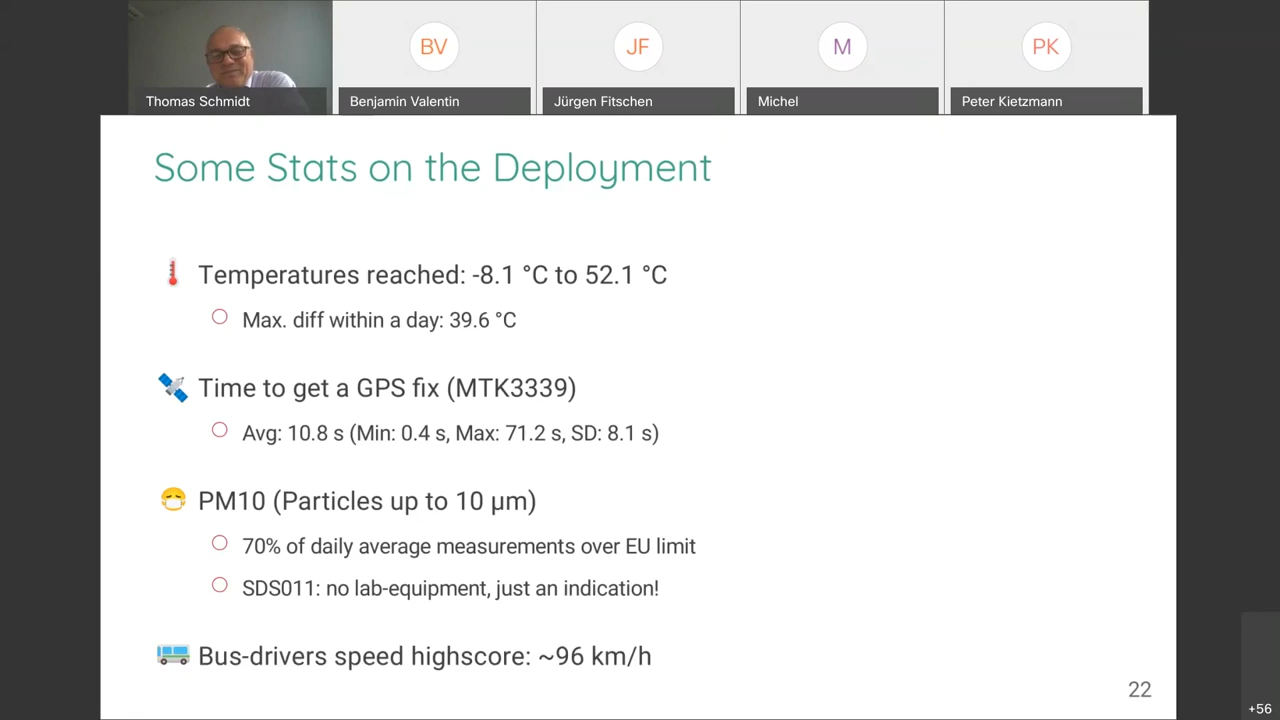 BV
JF
M
PK
Thomas Schmidt
Benjamin Valentin
Jürgen Fitschen
Michel
Peter Kietzmann
Some Stats on the Deployment
Temperatures reached: -8.1 °C to 52.1 °C
Max. diff within a day: 39.6 °C
Time to get a GPS fix (MTK3339)
Avg: 10.8 s (Min: 0.4 s, Max: 71.2 s, SD: 8.1 s)
PM10 (Particles up to 10 µm)
70% of daily average measurements over EU limit
SDS011: no lab-equipment, just an indication!
Bus-drivers speed highscore: ~96 km/h
22
+56